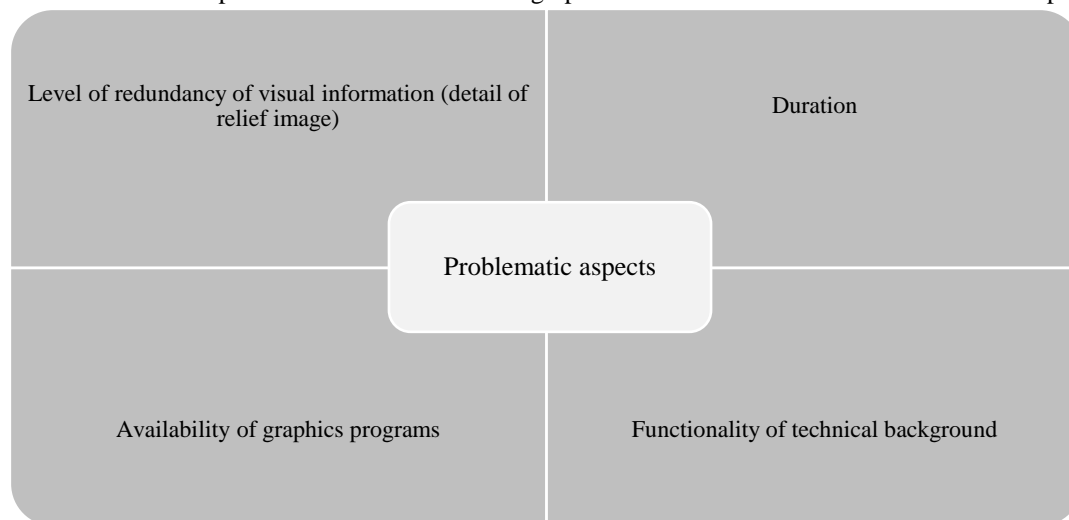 Level of redundancy of visual information (detail of
relief image)
Duration
Problematic aspects
Availability of graphics programs
Functionality of technical background